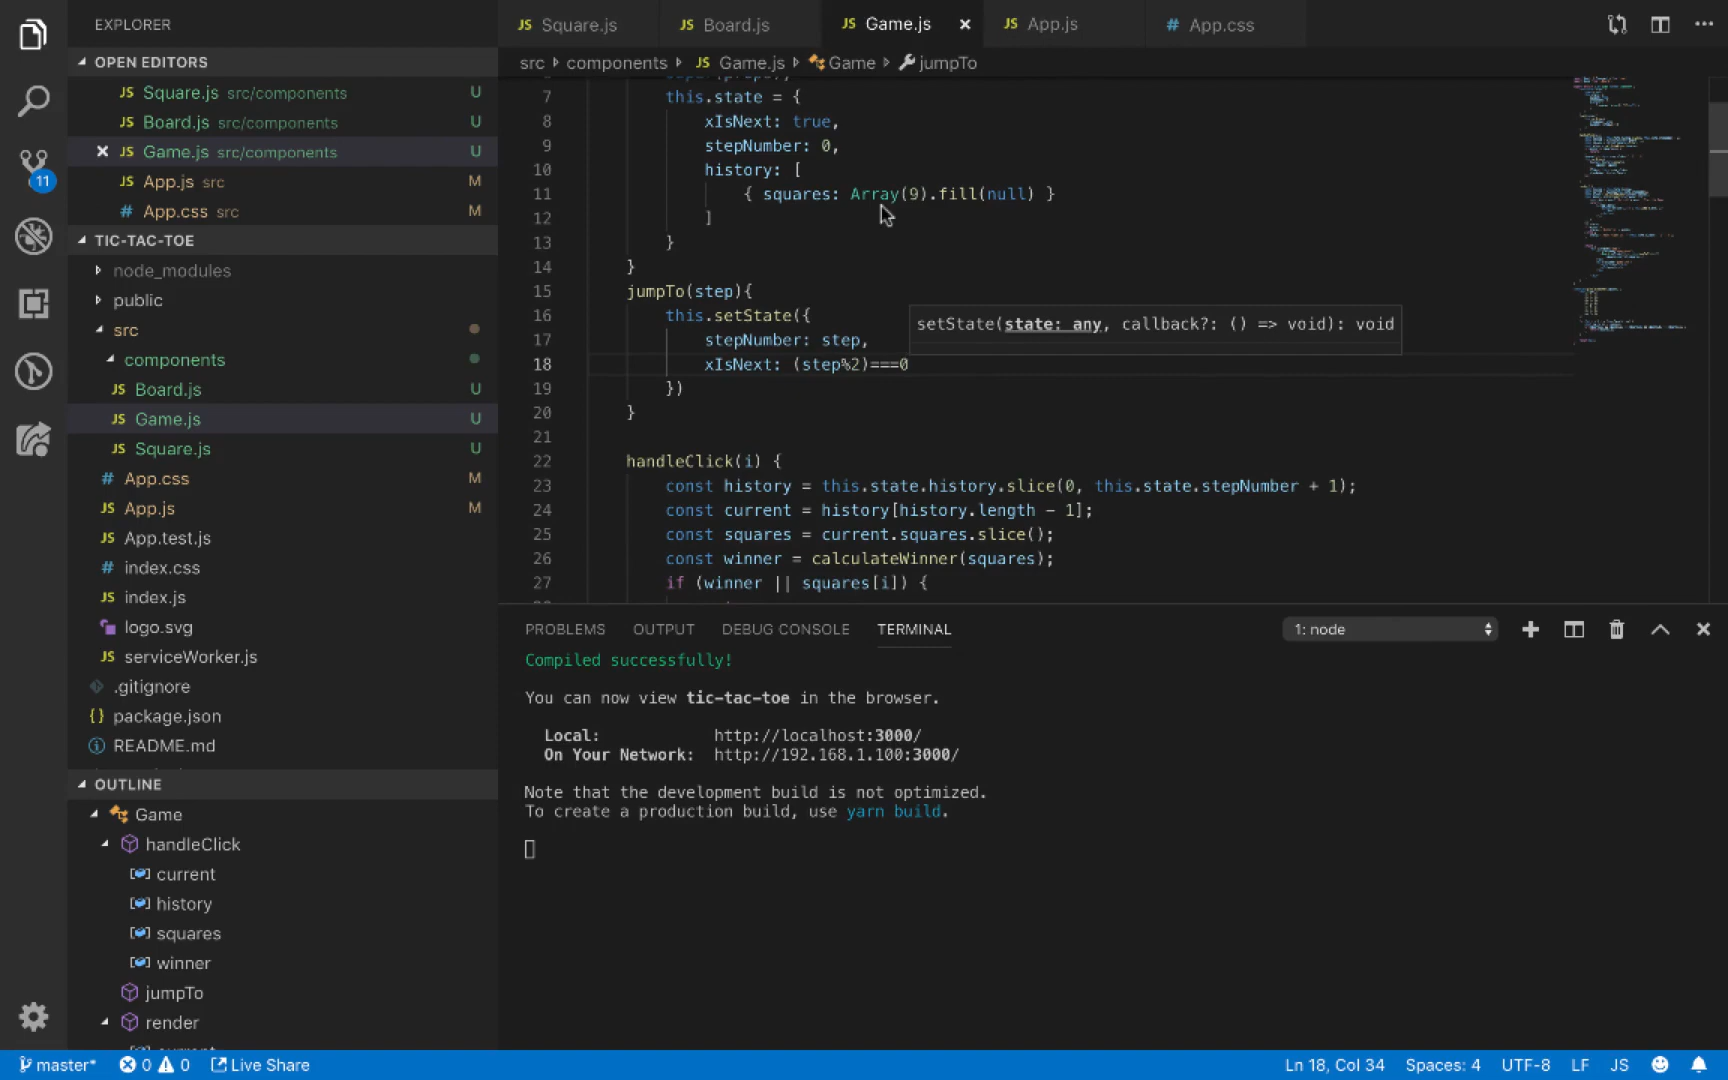 EXPLORER
OPEN EDITORS
JS Square.js src/components U
JS Board.js src/components U
JS Game.js src/components U
JS App.js src M
# App.css src M
11
TIC-TAC-TOE
node_modules
public
src
components
JS Board.js U
JS Game.js U
JS Square.js U
# App.css M
JS App.js M
JS App.test.js
# index.css
JS index.js
logo.svg
JS serviceWorker.js
.gitignore
{} package.json
README.md
OUTLINE
Game
handleClick
current
history
squares
winner
jumpTo
render
JS Square.js JS Board.js JS Game.js JS App.js # App.css
src components JS Game.js Game jumpTo
7 this.state = {
8 xIsNext: true,
9 stepNumber: 0,
10 history: [
11 { squares: Array(9).fill(null) }
12 ]
13 }
14 }
15 jumpTo(step){
16 this.setState({
setState(state: any, callback?: () => void): void
17 stepNumber: step,
18 xIsNext: (step%2)===0
19 })
20 }
21
22 handleClick(i) {
23 const history = this.state.history.slice(0, this.state.stepNumber + 1);
24 const current = history[history.length - 1];
25 const squares = current.squares.slice();
26 const winner = calculateWinner(squares);
27 if (winner || squares[i]) {
PROBLEMS OUTPUT DEBUG CONSOLE TERMINAL 1: node
Compiled successfully!
You can now view tic-tac-toe in the browser.
Local: http://localhost:3000/
On Your Network: http://192.168.1.100:3000/
Note that the development build is not optimized.
To create a production build, use yarn build.
master* 0 0 Live Share Ln 18, Col 34 Spaces: 4 UTF-8 LF JS